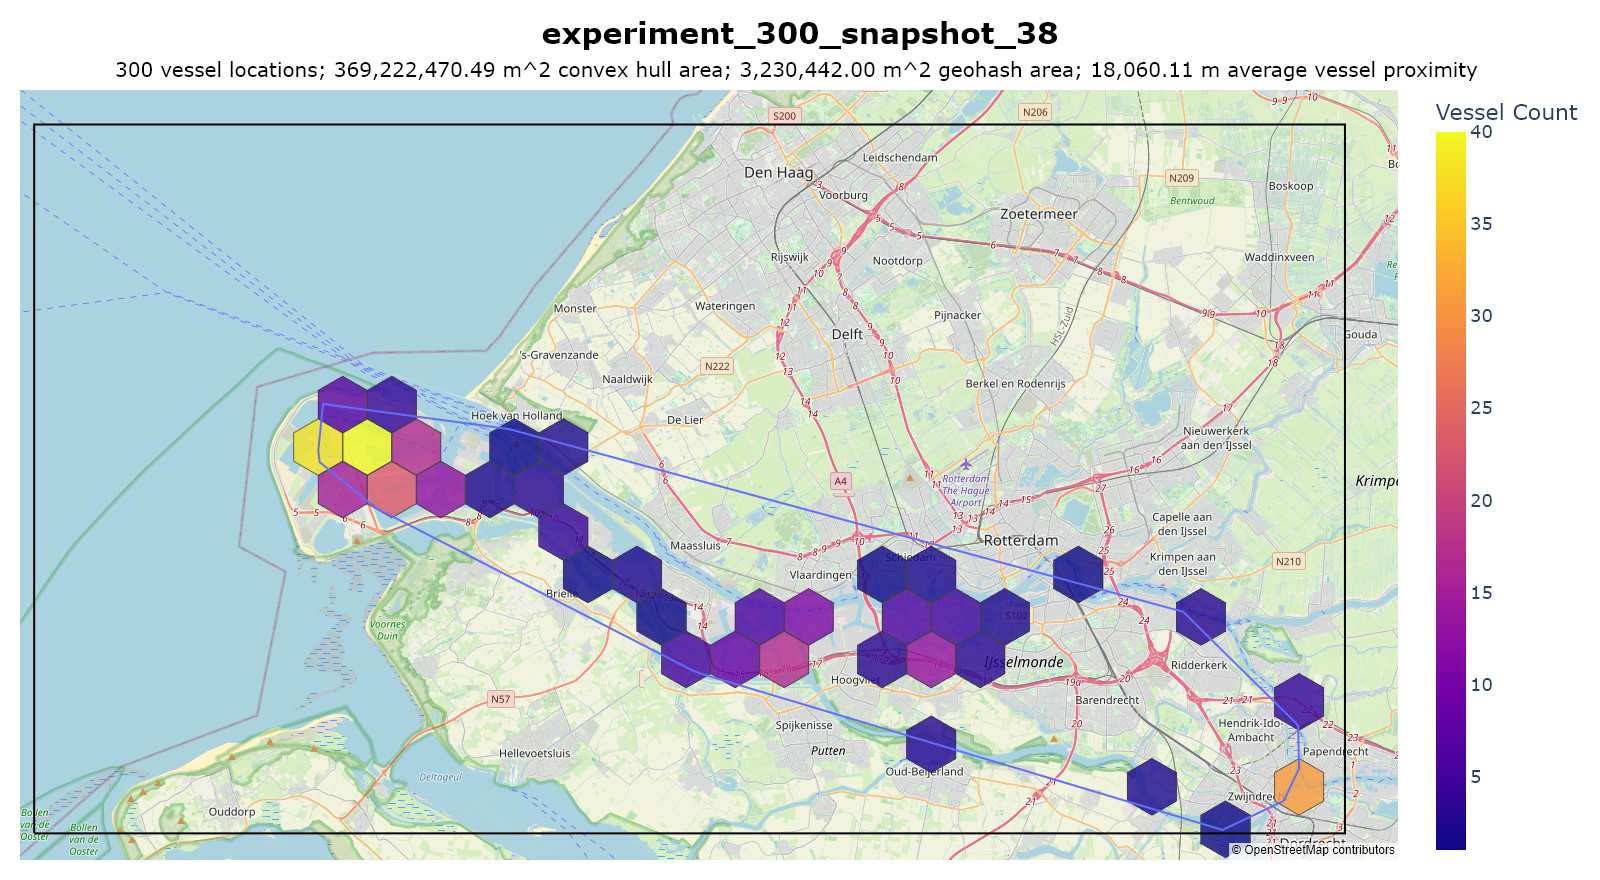 experiment_300_snapshot_38
300 vessel locations; 369,222,470.49 m^2 convex hull area; 3,230,442.00 m^2 geohash area; 18,060.11 m average vessel proximity
Vessel Count
40
35
30
25
20
15
10
5
S200
N206
Leidschendam
Den Haag
Voorburg
N209
Boskoop
Bentwoud
Zoetermeer
Rijswijk
Nootdorp
Waddinxveen
Monster
Wateringen
Pijnacker
HSL-Zuid
Delft
Gouda
's-Gravenzande
N222
Naaldwijk
Berkel en Rodenrijs
Hoek van Holland
De Lier
Nieuwerkerk
aan den IJssel
A4
Rotterdam
The Hague
Airport
Krimpe
Capelle aan
den IJssel
Maassluis
Rotterdam
Schiedam
Krimpen aan
den IJssel
N210
Vlaardingen
Brielle
S102
Voornes
Duin
IJsselmonde
Ridderkerk
Hoogvliet
N57
Barendrecht
Spijkenisse
Hendrik-Ido-
Ambacht
Hellevoetsluis
Putten
Papendrecht
Deltageul
Oud-Beijerland
Zwijndrecht
Ouddorp
Bollen
van de
Ooster
Bollen
van de
Ooster
Dordrecht
© OpenStreetMap contributors